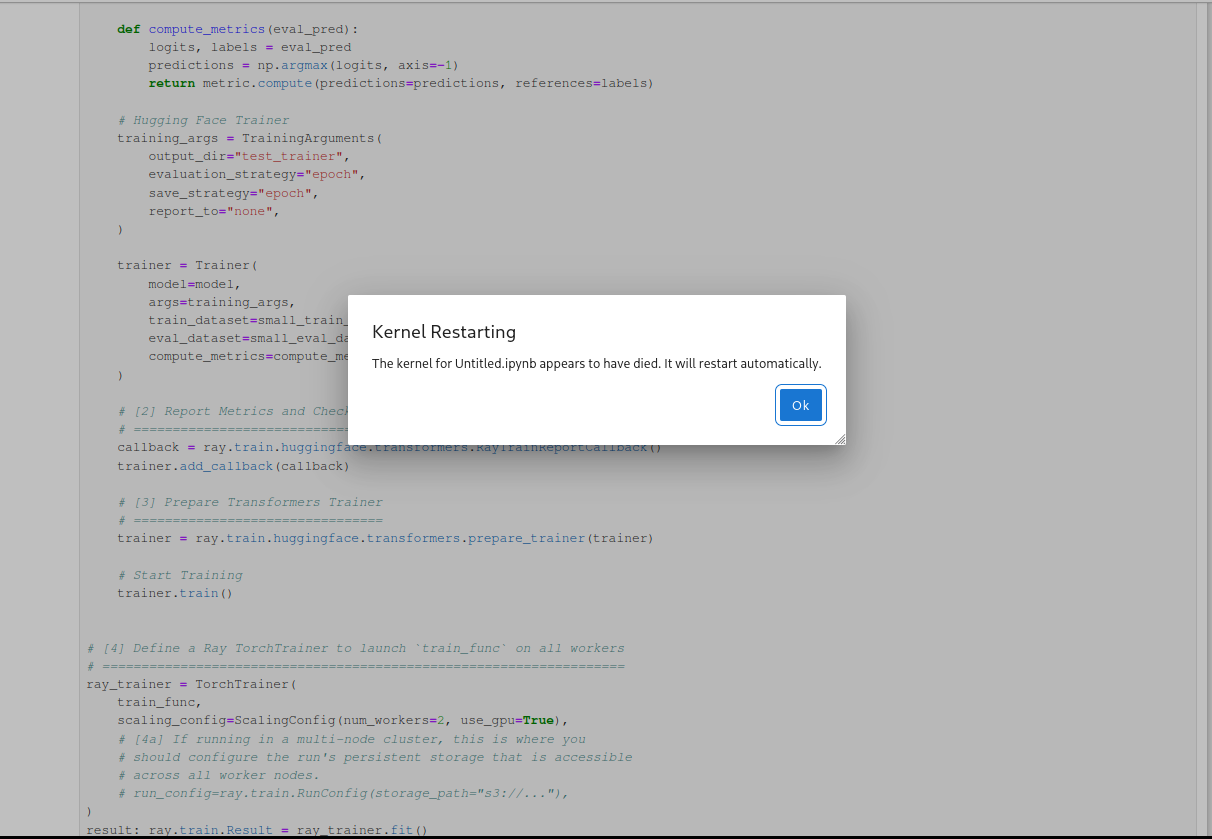 def compute_metrics(eval_pred):
logits, labels = eval_pred
predictions = np.argmax(logits, axis=-1)
return metric.compute(predictions=predictions, references=labels)
# Hugging Face Trainer
training_args = TrainingArguments(
output_dir="test_trainer",
evaluation_strategy="epoch",
save_strategy="epoch",
report_to="none",
)
trainer = Trainer(
model=model,
args=training_args,
train_dataset=small_train_
eval_dataset=small_eval_da
compute_metrics=compute_me
)
Kernel Restarting
The kernel for Untitled.ipynb appears to have died. It will restart automatically.
Ok
# [2] Report Metrics and Check
# ============================
callback = ray.train.huggingface.transformers.RayTrainReportCallback()
trainer.add_callback(callback)
# [3] Prepare Transformers Trainer
# ================================
trainer = ray.train.huggingface.transformers.prepare_trainer(trainer)
# Start Training
trainer.train()
# [4] Define a Ray TorchTrainer to launch `train_func` on all workers
# ===================================================================
ray_trainer = TorchTrainer(
train_func,
scaling_config=ScalingConfig(num_workers=2, use_gpu=True),
# [4a] If running in a multi-node cluster, this is where you
# should configure the run's persistent storage that is accessible
# across all worker nodes.
# run_config=ray.train.RunConfig(storage_path="s3://..."),
)
result: ray.train.Result = ray_trainer.fit()